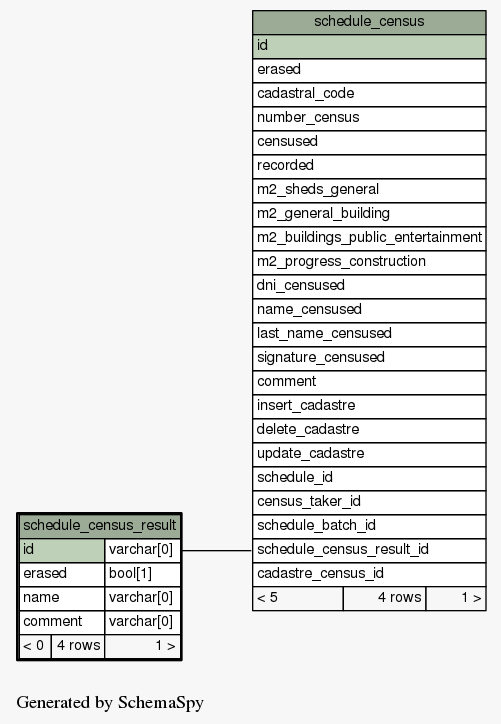 schedule_census
id
erased
cadastral_code
number_census
censused
recorded
m2_sheds_general
m2_general_building
m2_buildings_public_entertainment
m2_progress_construction
dni_censused
name_censused
last_name_censused
signature_censused
comment
insert_cadastre
delete_cadastre
update_cadastre
schedule_id
census_taker_id
schedule_batch_id
schedule_census_result_id
cadastre_census_id
< 5 4 rows 1 >
schedule_census_result
id varchar[0]
erased bool[1]
name varchar[0]
comment varchar[0]
< 0 4 rows 1 >
Generated by SchemaSpy